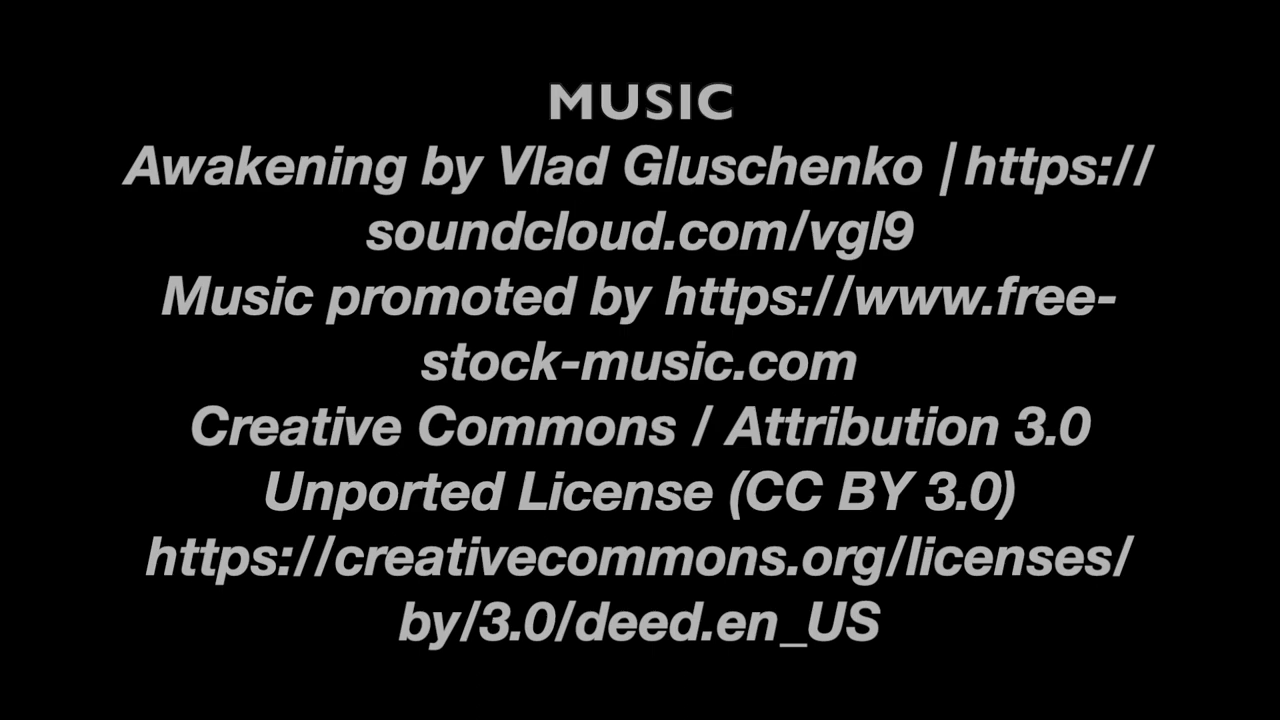 MUSIC
Awakening by Vlad Gluschenko | https://
soundcloud.com/vgl9
Music promoted by https://www.free-
stock-music.com
Creative Commons / Attribution 3.0
Unported License (CC BY 3.0)
https://creativecommons.org/licenses/
by/3.0/deed.en_US